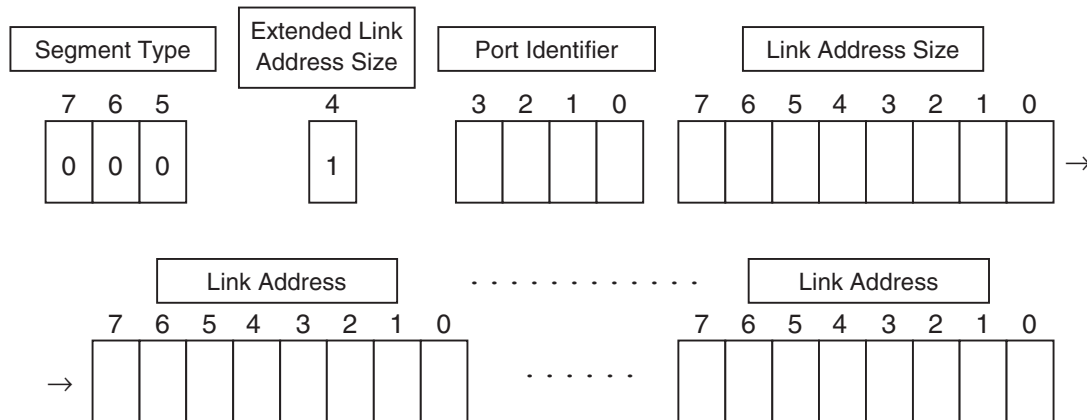 Segment Type
Extended Link
Address Size
Port Identifier
Link Address Size
7 6 5 4 3 2 1 0 7 6 5 4 3 2 1 0
0 0 0 1 →
Link Address . . . . . . . . . . . . Link Address
7 6 5 4 3 2 1 0 7 6 5 4 3 2 1 0
→ . . . . . .